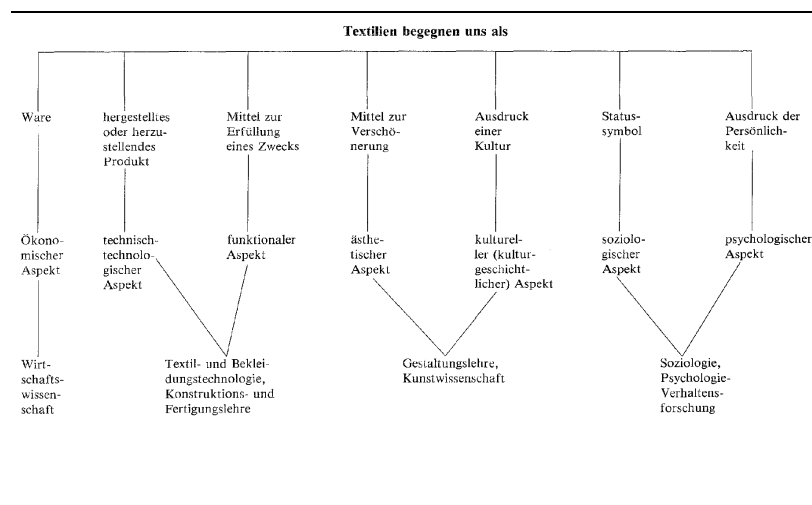 Textilien begegnen uns als
Ware
hergestelltes
oder herzu-
stellendes
Produkt
Mittel zur
Erfüllung
eines Zwecks
Mittel zur
Verschö-
nerung
Ausdruck
einer
Kultur
Status-
symbol
Ausdruck der
Persönlich-
keit
Ökono-
mischer
Aspekt
technisch-
technolo-
gischer
Aspekt
funktionaler
Aspekt
ästhe-
tischer
Aspekt
kulturel-
ler (kultur-
geschicht-
licher) Aspekt
soziolo-
gischer
Aspekt
psychologischer
Aspekt
Wirt-
schafts-
wissen-
schaft
Textil- und Beklei-
dungstechnologie,
Konstruktions- und
Fertigungslehre
Gestaltungslehre,
Kunstwissenschaft
Soziologie,
Psychologie-
Verhaltens-
forschung